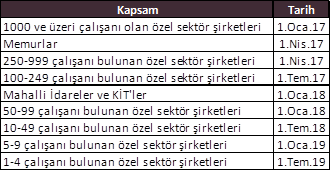 Kapsam Tarih
1000 ve üzeri çalışanı olan özel sektör şirketleri 1.Oca.17
Memurlar 1.Nis.17
250-999 çalışanı bulunan özel sektör şirketleri 1.Nis.17
100-249 çalışanı bulunan özel sektör şirketleri 1.Tem.17
Mahalli İdareler ve KİT'ler 1.Oca.18
50-99 çalışanı bulunan özel sektör şirketleri 1.Oca.18
10-49 çalışanı bulunan özel sektör şirketleri 1.Tem.18
5-9 çalışanı bulunan özel sektör şirketleri 1.Oca.19
1-4 çalışanı bulunan özel sektör şirketleri 1.Tem.19